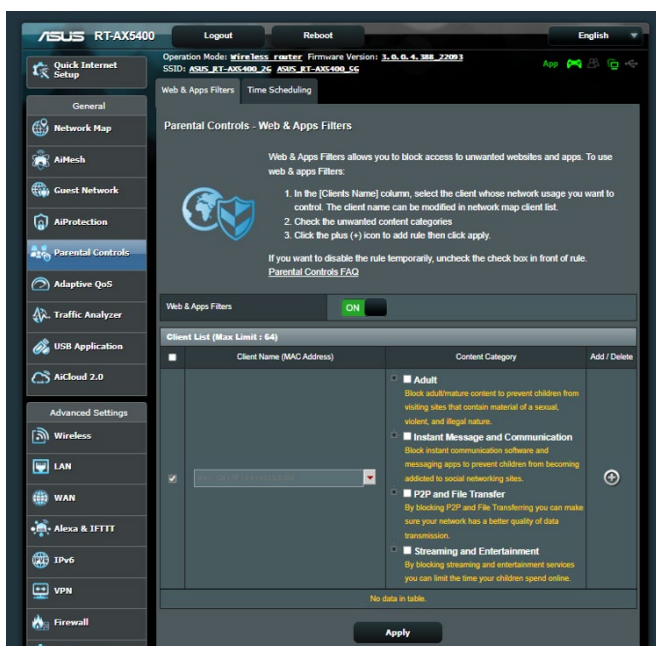 ASUS RT-AX5400
Logout
Reboot
English
Quick Internet
Setup
Operation Mode: Wireless router Firmware Version: 3.0.0.4.388_22093
SSID: ASUS_RT-AX5400_2G ASUS_RT-AX5400_5G
App
General
Network Map
AiMesh
Guest Network
AiProtection
Parental Controls
Adaptive QoS
Traffic Analyzer
USB Application
AiCloud 2.0
Advanced Settings
Wireless
LAN
WAN
Alexa & IFTTT
IPv6
VPN
Firewall
Web & Apps Filters
Time Scheduling
Parental Controls - Web & Apps Filters
Web & Apps Filters allows you to block access to unwanted websites and apps. To use
web & apps Filters:
1. In the [Clients Name] column, select the client whose network usage you want to
control. The client name can be modified in network map client list.
2. Check the unwanted content categories
3. Click the plus (+) icon to add rule then click apply.
If you want to disable the rule temporarily, uncheck the check box in front of rule.
Parental Controls FAQ
Web & Apps Filters
ON
Client List (Max Limit : 64)
Client Name (MAC Address)
Content Category
Add / Delete
Adult
Block adult/mature content to prevent children from
visiting sites that contain material of a sexual,
violent, and illegal nature.
Instant Message and Communication
Block instant communication software and
messaging apps to prevent children from becoming
addicted to social networking sites.
P2P and File Transfer
By blocking P2P and File Transferring you can make
sure your network has a better quality of data
transmission.
Streaming and Entertainment
By blocking streaming and entertainment services
you can limit the time your children spend online.
No data in table.
Apply